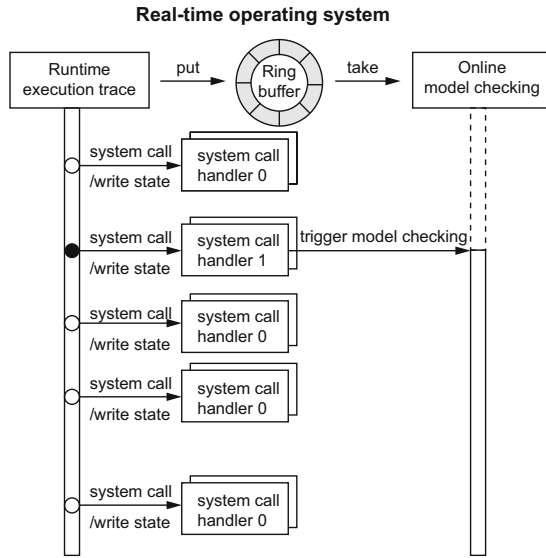 Real-time operating system
Runtime
execution trace
put
Ring
buffer
take
Online
model checking
system call
/write state
system call
handler 0
system call
/write state
system call
handler 1
trigger model checking
system call
/write state
system call
handler 0
system call
/write state
system call
handler 0
system call
/write state
system call
handler 0